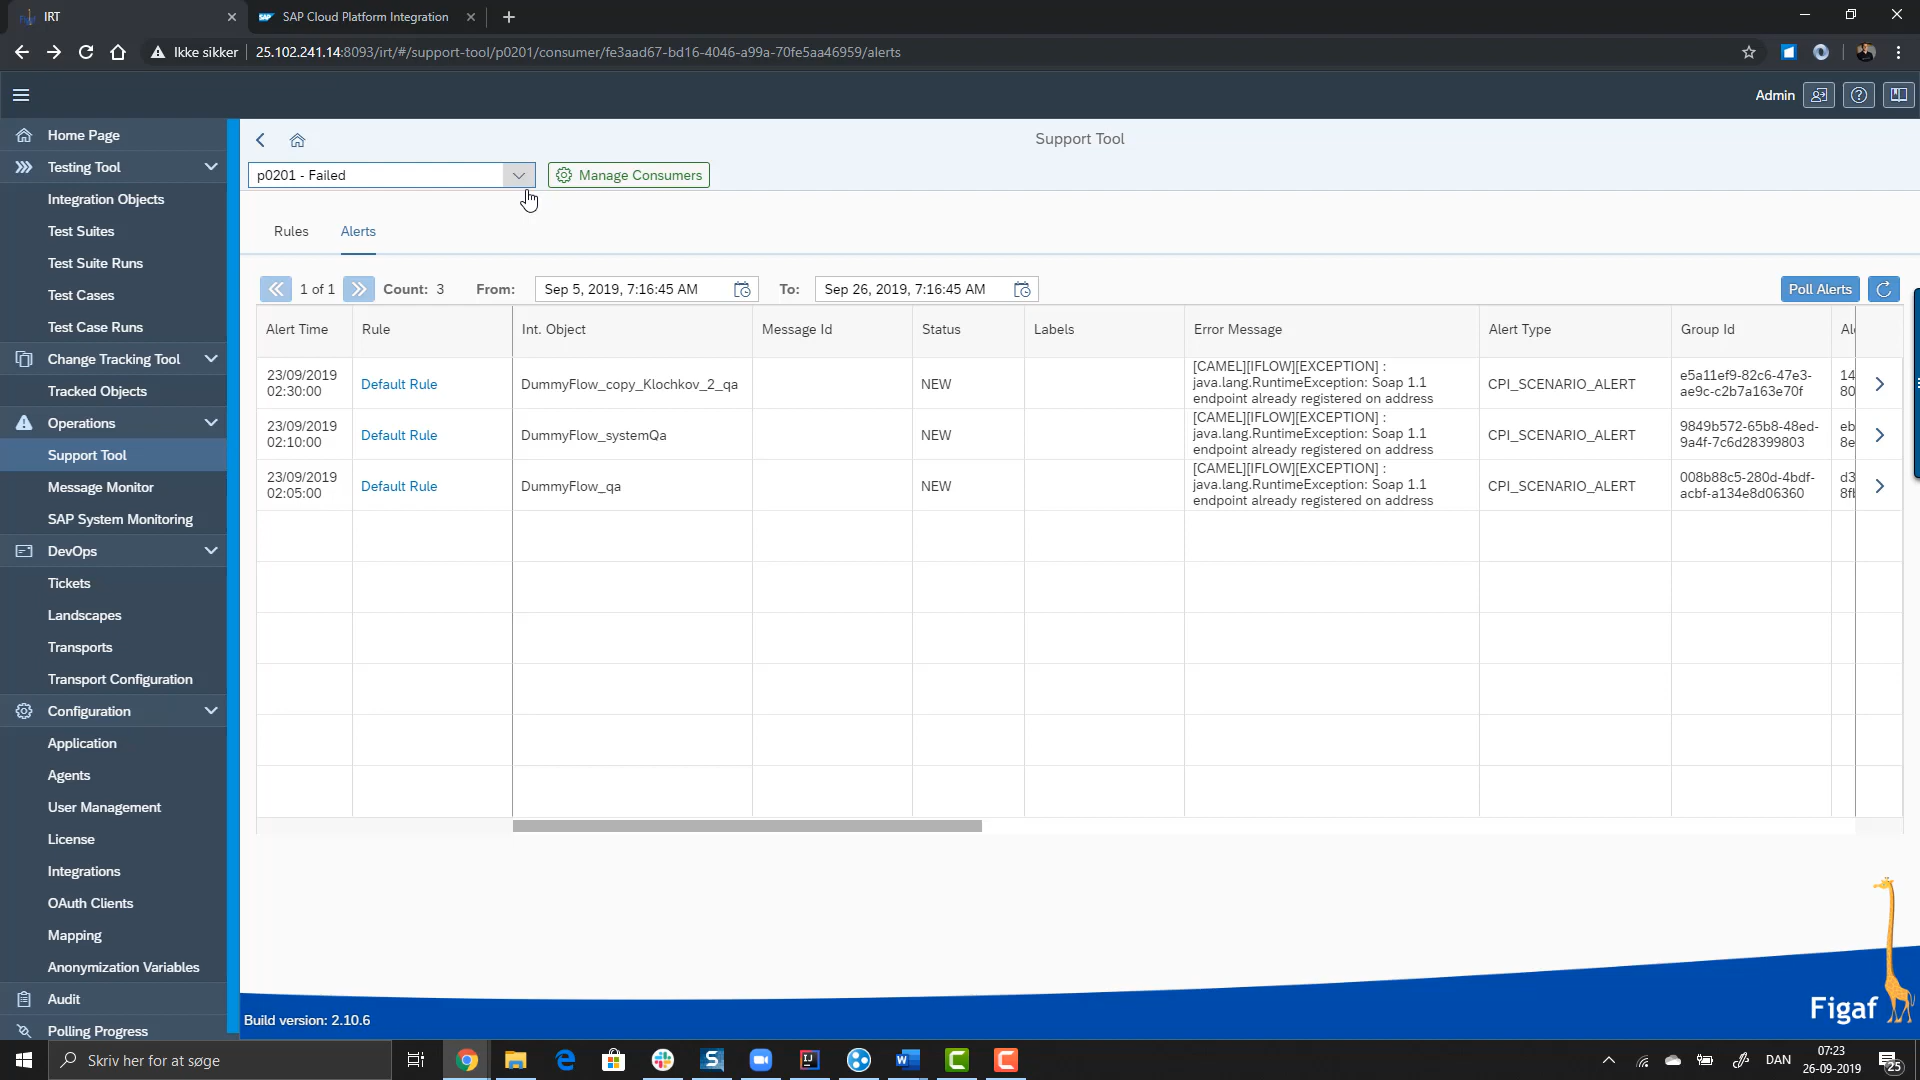 IRT
SAP Cloud Platform Integration
Ikke sikker
25.102.241.14:8093/irt/#/support-tool/p0201/consumer/fe3aad67-bd16-4046-a99a-70fe5aa46959/alerts
Admin
Home Page
Testing Tool
Integration Objects
Test Suites
Test Suite Runs
Test Cases
Test Case Runs
Change Tracking Tool
Tracked Objects
Operations
Support Tool
Message Monitor
SAP System Monitoring
DevOps
Tickets
Landscapes
Transports
Transport Configuration
Configuration
Application
Agents
User Management
License
Integrations
OAuth Clients
Mapping
Anonymization Variables
Audit
Polling Progress
Support Tool
p0201 - Failed
Manage Consumers
Rules
Alerts
1 of 1
Count: 3
From:
Sep 5, 2019, 7:16:45 AM
To:
Sep 26, 2019, 7:16:45 AM
Poll Alerts
Alert Time
Rule
Int. Object
Message Id
Status
Labels
Error Message
Alert Type
Group Id
23/09/2019
02:30:00
Default Rule
DummyFlow_copy_Klochkov_2_qa
NEW
[CAMEL][IFLOW][EXCEPTION] :
java.lang.RuntimeException: Soap 1.1
endpoint already registered on address
CPI_SCENARIO_ALERT
e5a11ef9-82c6-47e3-
ae9c-c2b7a163e70f
14
80
23/09/2019
02:10:00
Default Rule
DummyFlow_systemQa
NEW
[CAMEL][IFLOW][EXCEPTION] :
java.lang.RuntimeException: Soap 1.1
endpoint already registered on address
CPI_SCENARIO_ALERT
9849b572-65b8-48ed-
9a4f-7c6d28399803
eb
8e
23/09/2019
02:05:00
Default Rule
DummyFlow_qa
NEW
[CAMEL][IFLOW][EXCEPTION] :
java.lang.RuntimeException: Soap 1.1
endpoint already registered on address
CPI_SCENARIO_ALERT
008b88c5-280d-4bdf-
acbf-a134e8d06360
d3
Build version: 2.10.6
Figaf
Skriv her for at søge
DAN
07:23
26-09-2019
25